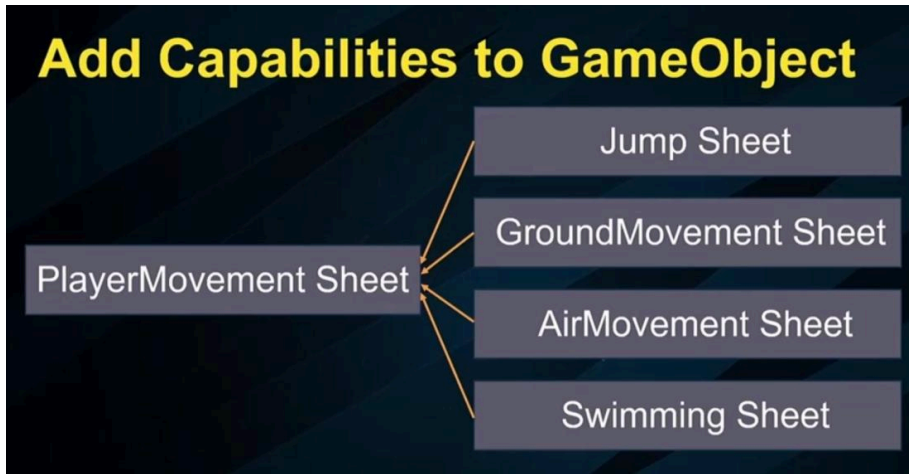 Add Capabilities to GameObject
Jump Sheet
GroundMovement Sheet
PlayerMovement Sheet
AirMovement Sheet
Swimming Sheet